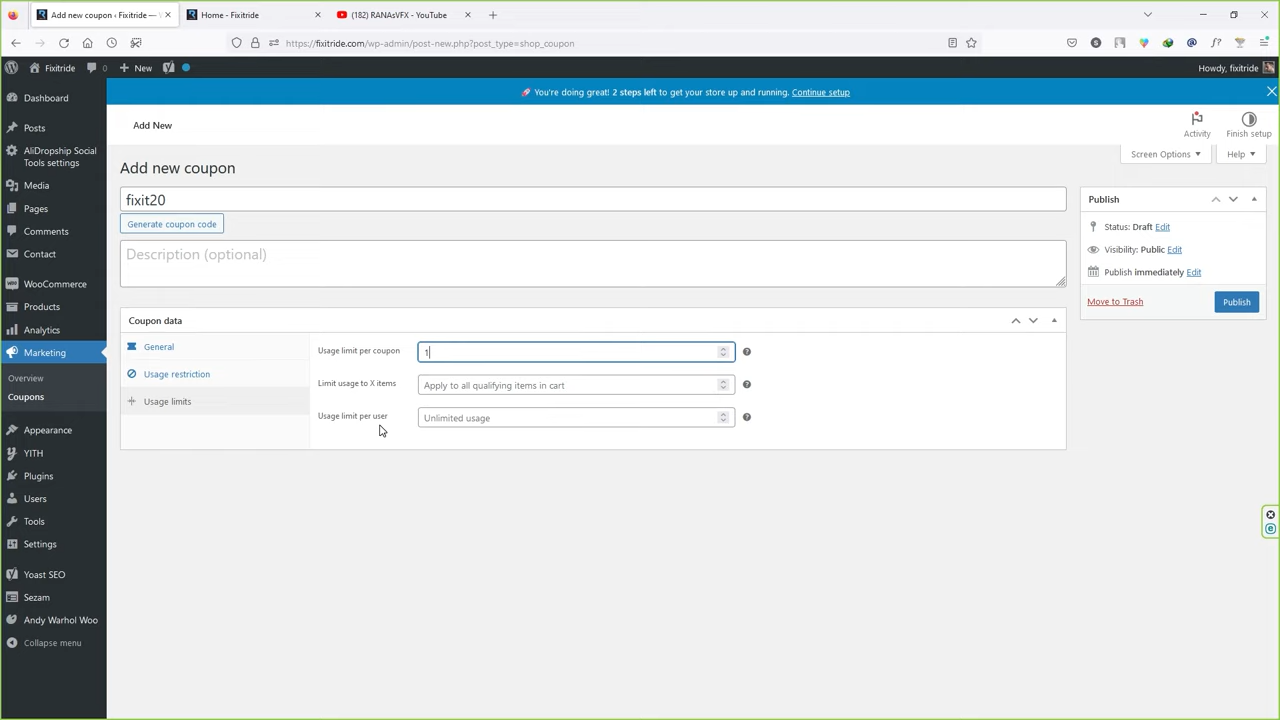 Add new coupon ‹ Fixitride — W
Home - Fixitride
(182) RANAsVFX - YouTube
https://fixitride.com/wp-admin/post-new.php?post_type=shop_coupon
Fixitride
0
New
Howdy, fixitride
🚀 You're doing great! 2 steps left to get your store up and running. Continue setup
Dashboard
Posts
AliDropship Social
Tools settings
Media
Pages
Comments
Contact
WooCommerce
Products
Analytics
Marketing
Overview
Coupons
Appearance
YITH
Plugins
Users
Tools
Settings
Yoast SEO
Sezam
Andy Warhol Woo
Collapse menu
Add New
Activity
Finish setup
Screen Options
Help
Add new coupon
fixit20
Generate coupon code
Description (optional)
Coupon data
General
Usage restriction
Usage limits
Usage limit per coupon
1
Limit usage to X items
Apply to all qualifying items in cart
Usage limit per user
Unlimited usage
Publish
Status: Draft Edit
Visibility: Public Edit
Publish immediately Edit
Move to Trash
Publish